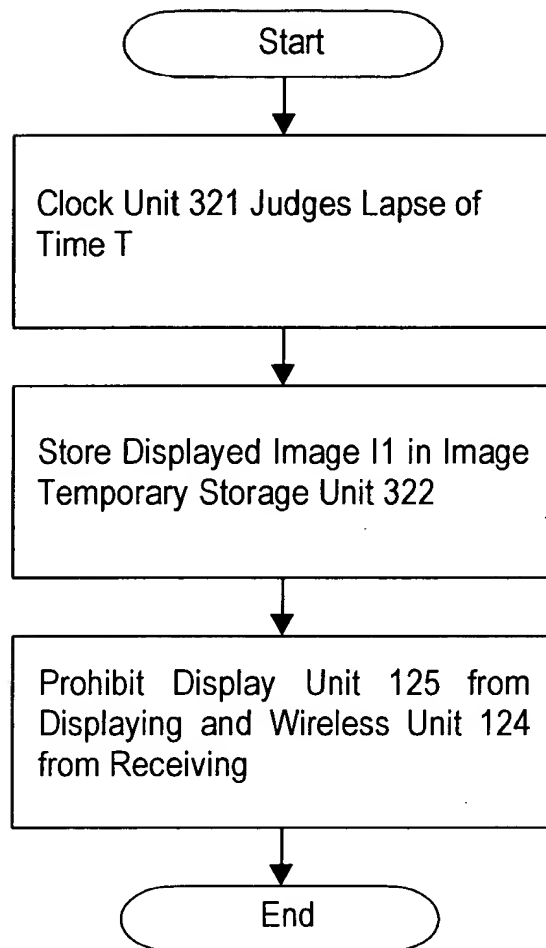 Start
Clock Unit 321 Judges Lapse of
Time T
Store Displayed Image I1 in Image
Temporary Storage Unit 322
Prohibit Display Unit 125 from
Displaying and Wireless Unit 124
from Receiving
End